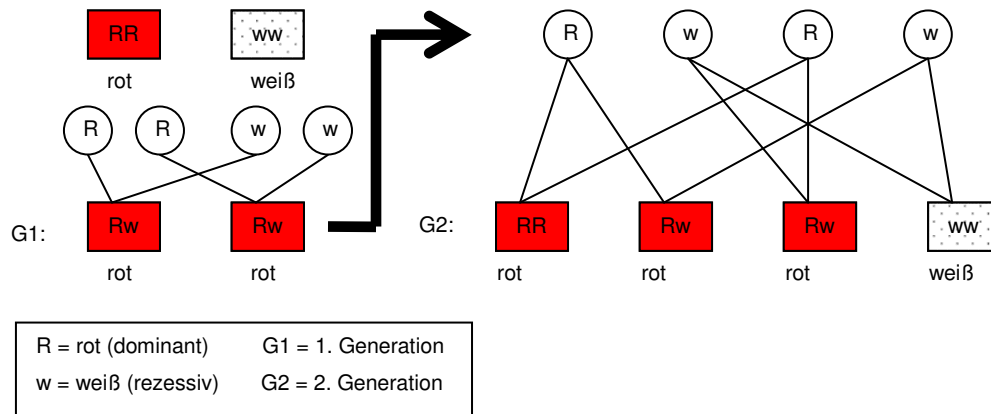 RR ww
rot weiß
R R w w
G1: Rw Rw
rot rot
R w R w
G2: RR Rw Rw ww
rot rot rot weiß
R = rot (dominant) G1 = 1. Generation
w = weiß (rezessiv) G2 = 2. Generation